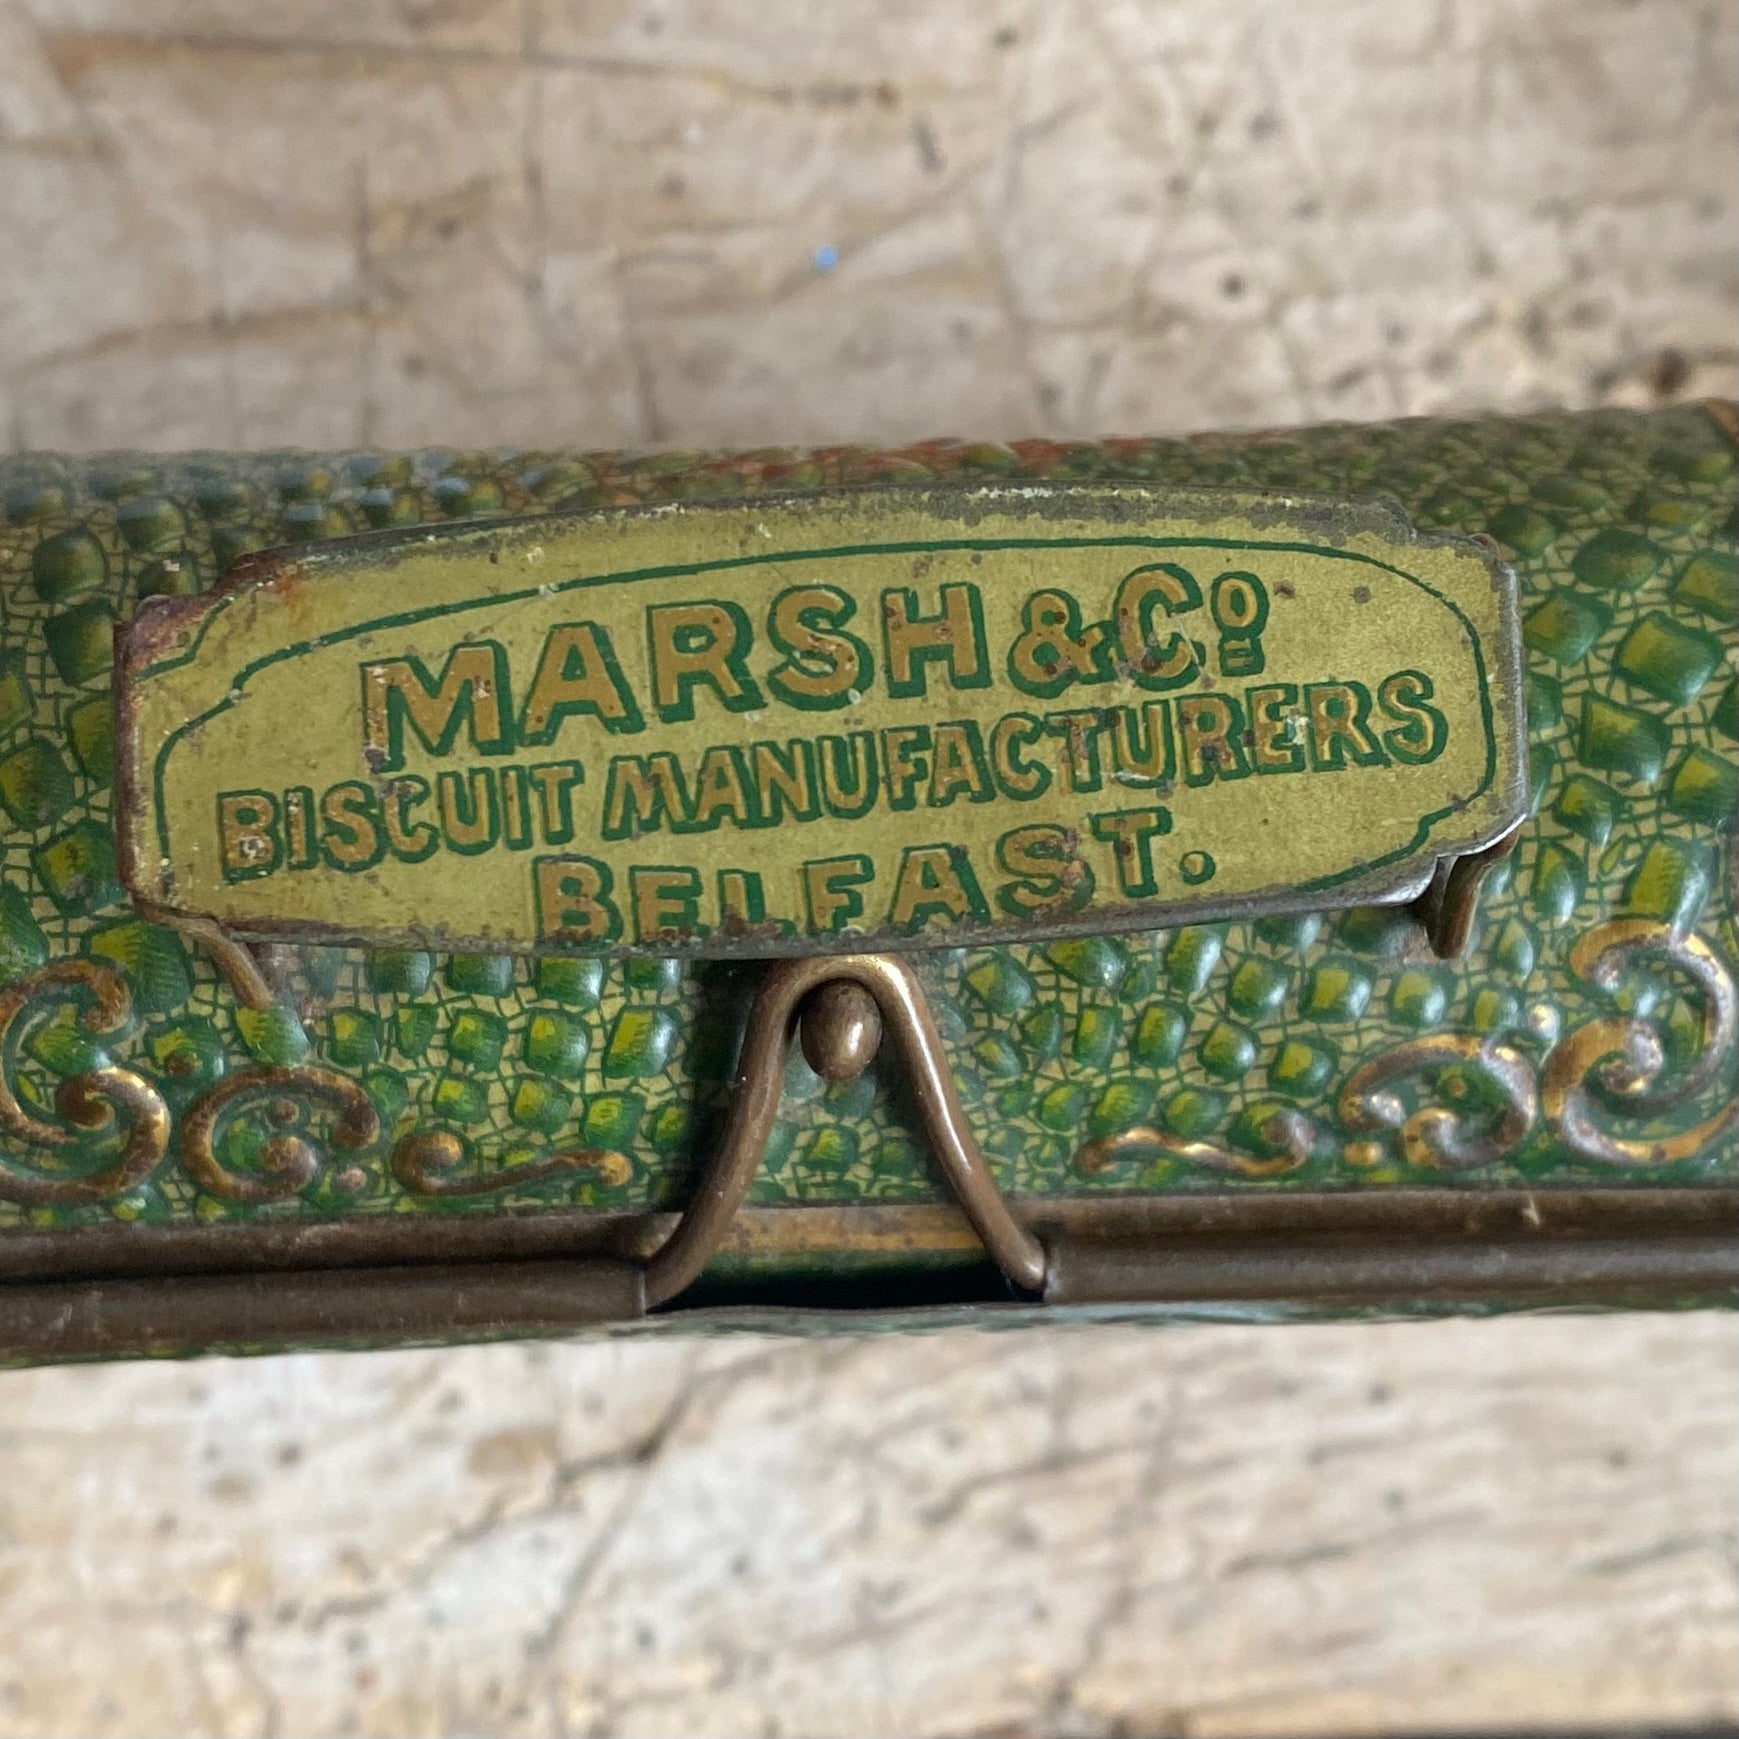 MARSH & Cº
BISCUIT MANUFACTURERS
BELFAST.